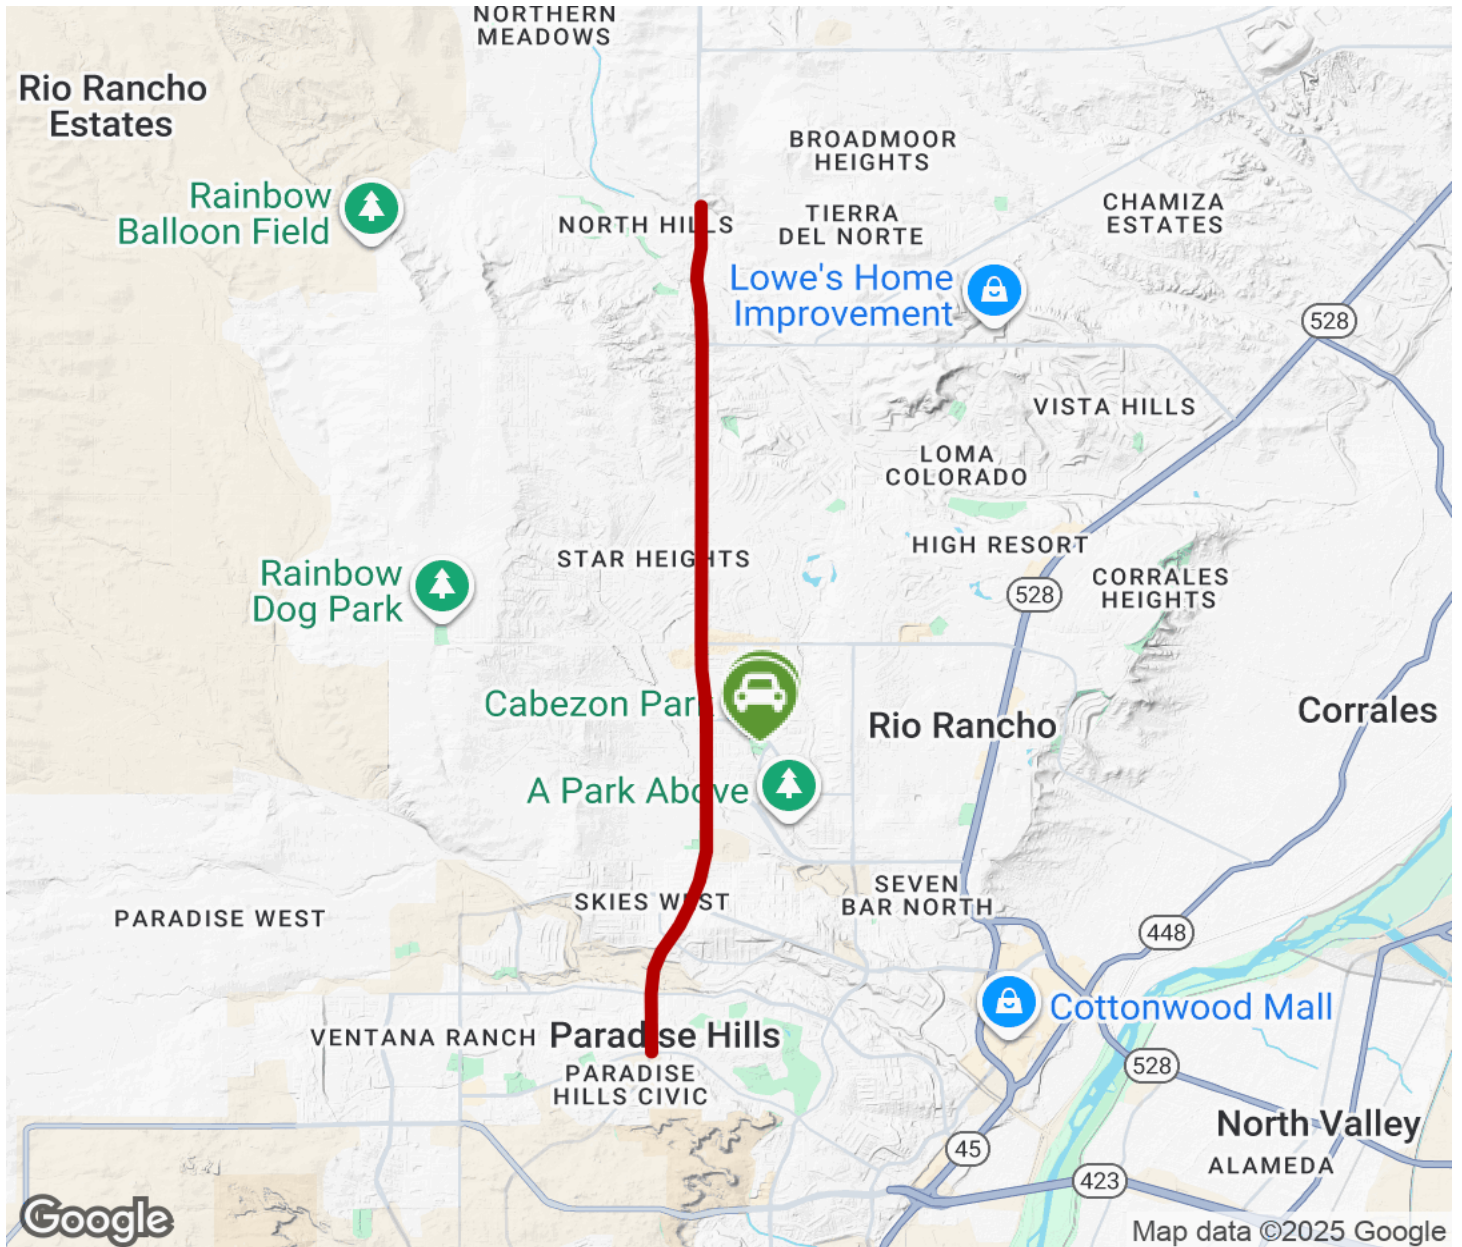 NORTHERN
MEADOWS
Rio Rancho
Estates
BROADMOOR
HEIGHTS
Rainbow
Balloon Field
NORTH HILLS
TIERRA
DEL NORTE
CHAMIZA
ESTATES
Lowe's Home
Improvement
528
VISTA HILLS
LOMA
COLORADO
STAR HEIGHTS
HIGH RESORT
Rainbow
Dog Park
528
CORRALES
HEIGHTS
Cabezon Park
Rio Rancho
Corrales
A Park Above
SKIES WEST
SEVEN
BAR NORTH
PARADISE WEST
448
VENTANA RANCH
Paradise Hills
Cottonwood Mall
PARADISE
HILLS CIVIC
528
North Valley
45
ALAMEDA
423
Google
Map data ©2025 Google